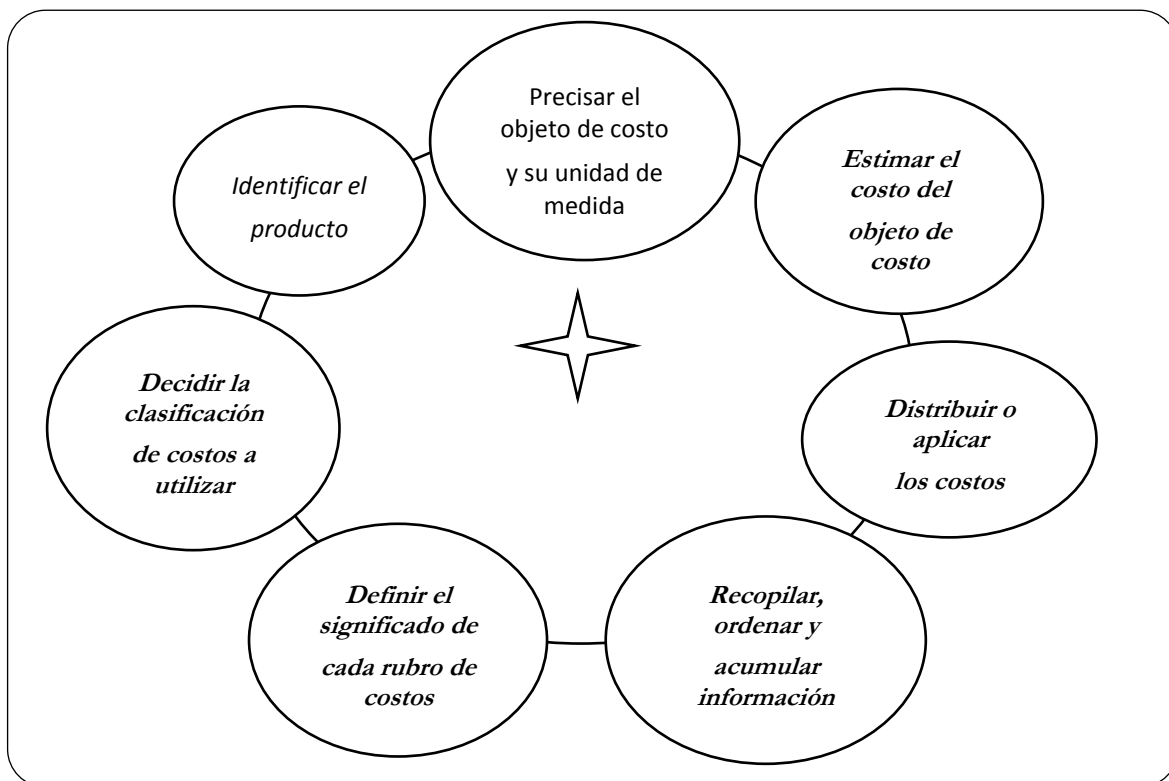 Precisar el
objeto de costo
y su unidad de
medida
Estimar el
costo del
objeto de
costo
Distribuir o
aplicar
los costos
Recopilar,
ordenar y
acumular
información
Definir el
significado de
cada rubro de
costos
Decidir la
clasificación
de costos a
utilizar
Identificar el
producto